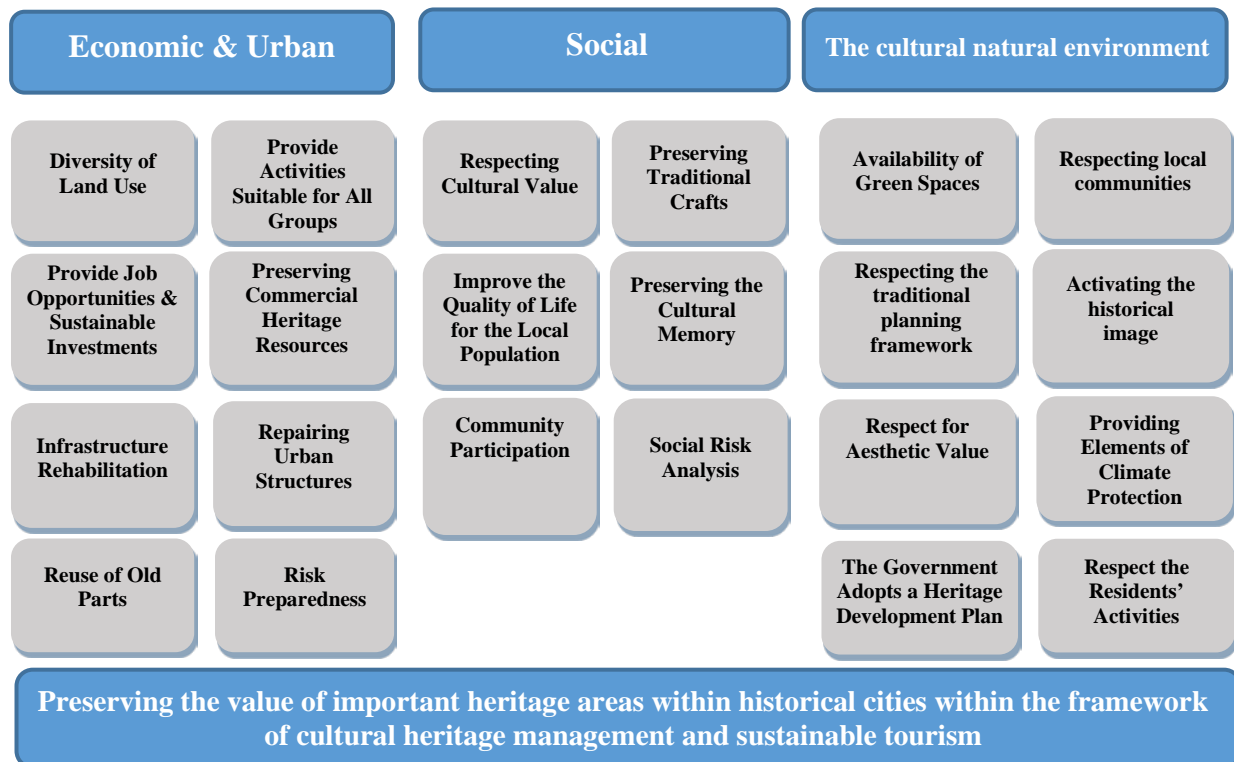 Economic & Urban
Social
The cultural natural environment
Diversity of
Land Use
Provide
Activities
Suitable for All
Groups
Respecting
Cultural Value
Preserving
Traditional
Crafts
Availability of
Green Spaces
Respecting local
communities
Provide Job
Opportunities &
Sustainable
Investments
Preserving
Commercial
Heritage
Resources
Improve the
Quality of Life
for the Local
Population
Preserving the
Cultural
Memory
Respecting the
traditional
planning
framework
Activating the
historical
image
Infrastructure
Rehabilitation
Repairing
Urban
Structures
Community
Participation
Social Risk
Analysis
Respect for
Aesthetic Value
Providing
Elements of
Climate
Protection
Reuse of Old
Parts
Risk
Preparedness
The Government
Adopts a Heritage
Development Plan
Respect the
Residents’
Activities
Preserving the value of important heritage areas within historical cities within the framework
of cultural heritage management and sustainable tourism